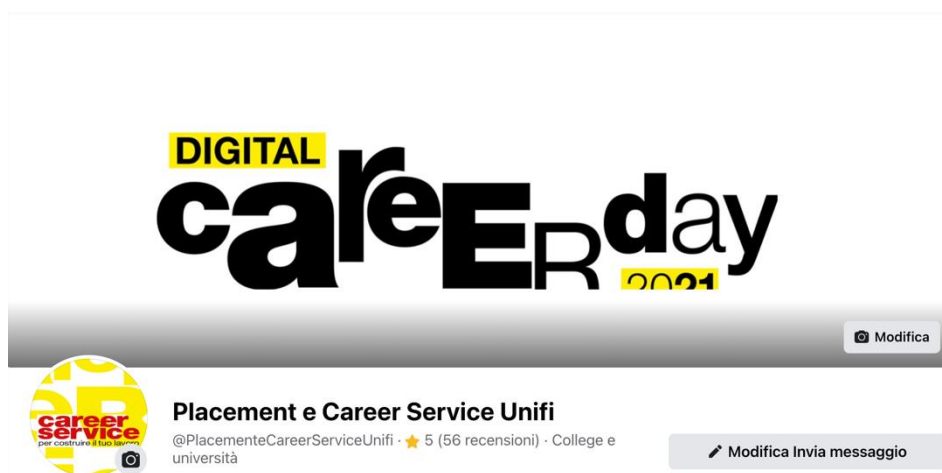 DIGITAL
careERday
2021
Modifica
career
service
per costruire il tuo lavoro
Placement e Career Service Unifi
@PlacementeCareerServiceUnifi · 5 (56 recensioni) · College e
università
Modifica Invia messaggio